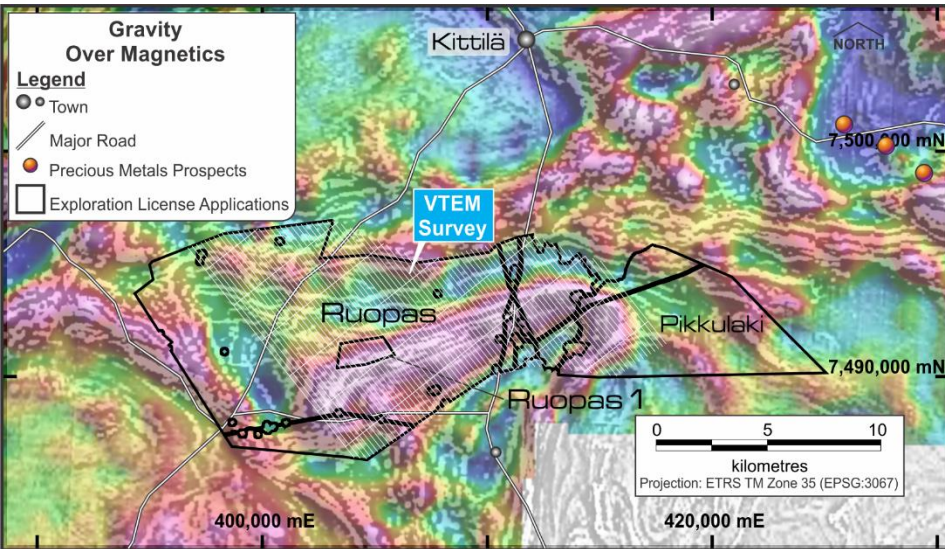 Gravity
Over Magnetics
Legend
Town
Major Road
Precious Metals Prospects
Exploration License Applications
Kittilä
NORTH
7,500,000 mN
VTEM
Survey
Ruopas
Pikkulaki
7,490,000 mN
Ruopas 1
0 5 10
kilometres
Projection: ETRS TM Zone 35 (EPSG:3067)
400,000 mE
420,000 mE